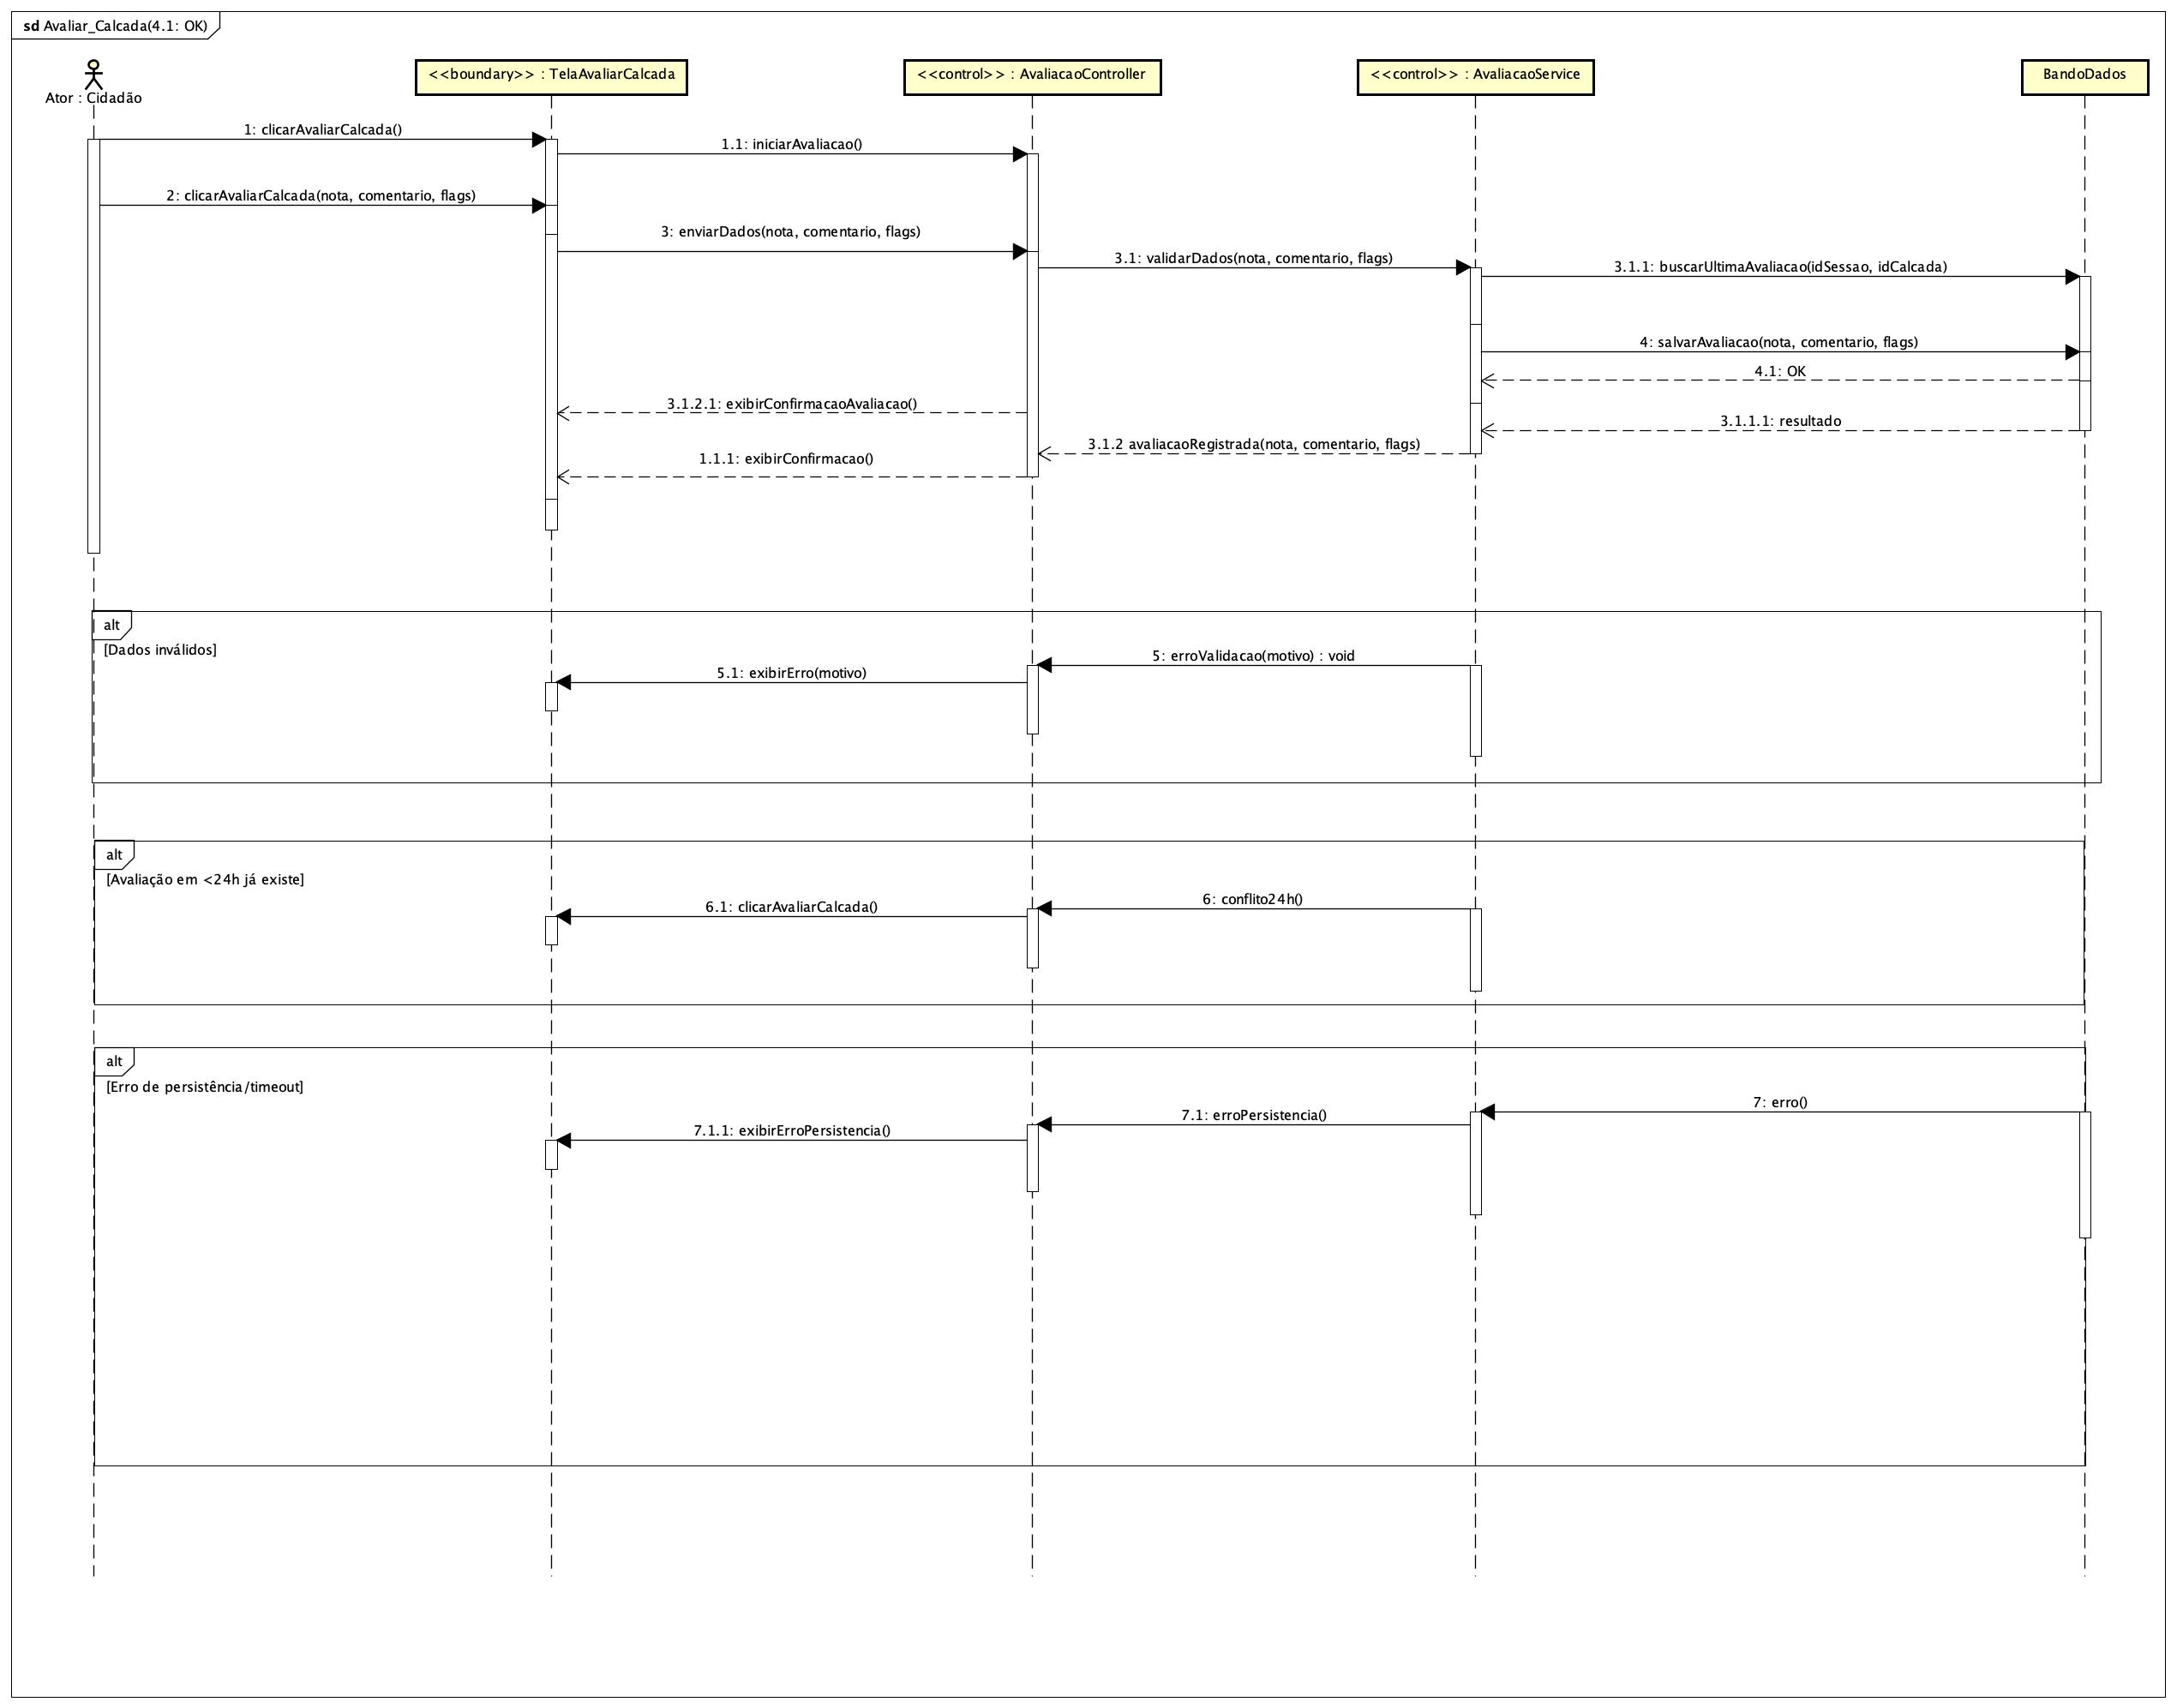 sd Avaliar_Calcada(4.1: OK)
Ator : Cidadão
<<boundary>> : TelaAvaliarCalcada
<<control>> : AvaliacaoController
<<control>> : AvaliacaoService
BandoDados
1: clicarAvaliarCalcada()
1.1: iniciarAvaliacao()
2: clicarAvaliarCalcada(nota, comentario, flags)
3: enviarDados(nota, comentario, flags)
3.1: validarDados(nota, comentario, flags)
3.1.1: buscarUltimaAvaliacao(idSessao, idCalcada)
4: salvarAvaliacao(nota, comentario, flags)
4.1: OK
3.1.2.1: exibirConfirmacaoAvaliacao()
3.1.1.1: resultado
3.1.2 avaliacaoRegistrada(nota, comentario, flags)
1.1.1: exibirConfirmacao()
alt
[Dados inválidos]
5: erroValidacao(motivo) : void
5.1: exibirErro(motivo)
alt
[Avaliação em <24h já existe]
6: conflito24h()
6.1: clicarAvaliarCalcada()
alt
[Erro de persistência/timeout]
7: erro()
7.1: erroPersistencia()
7.1.1: exibirErroPersistencia()